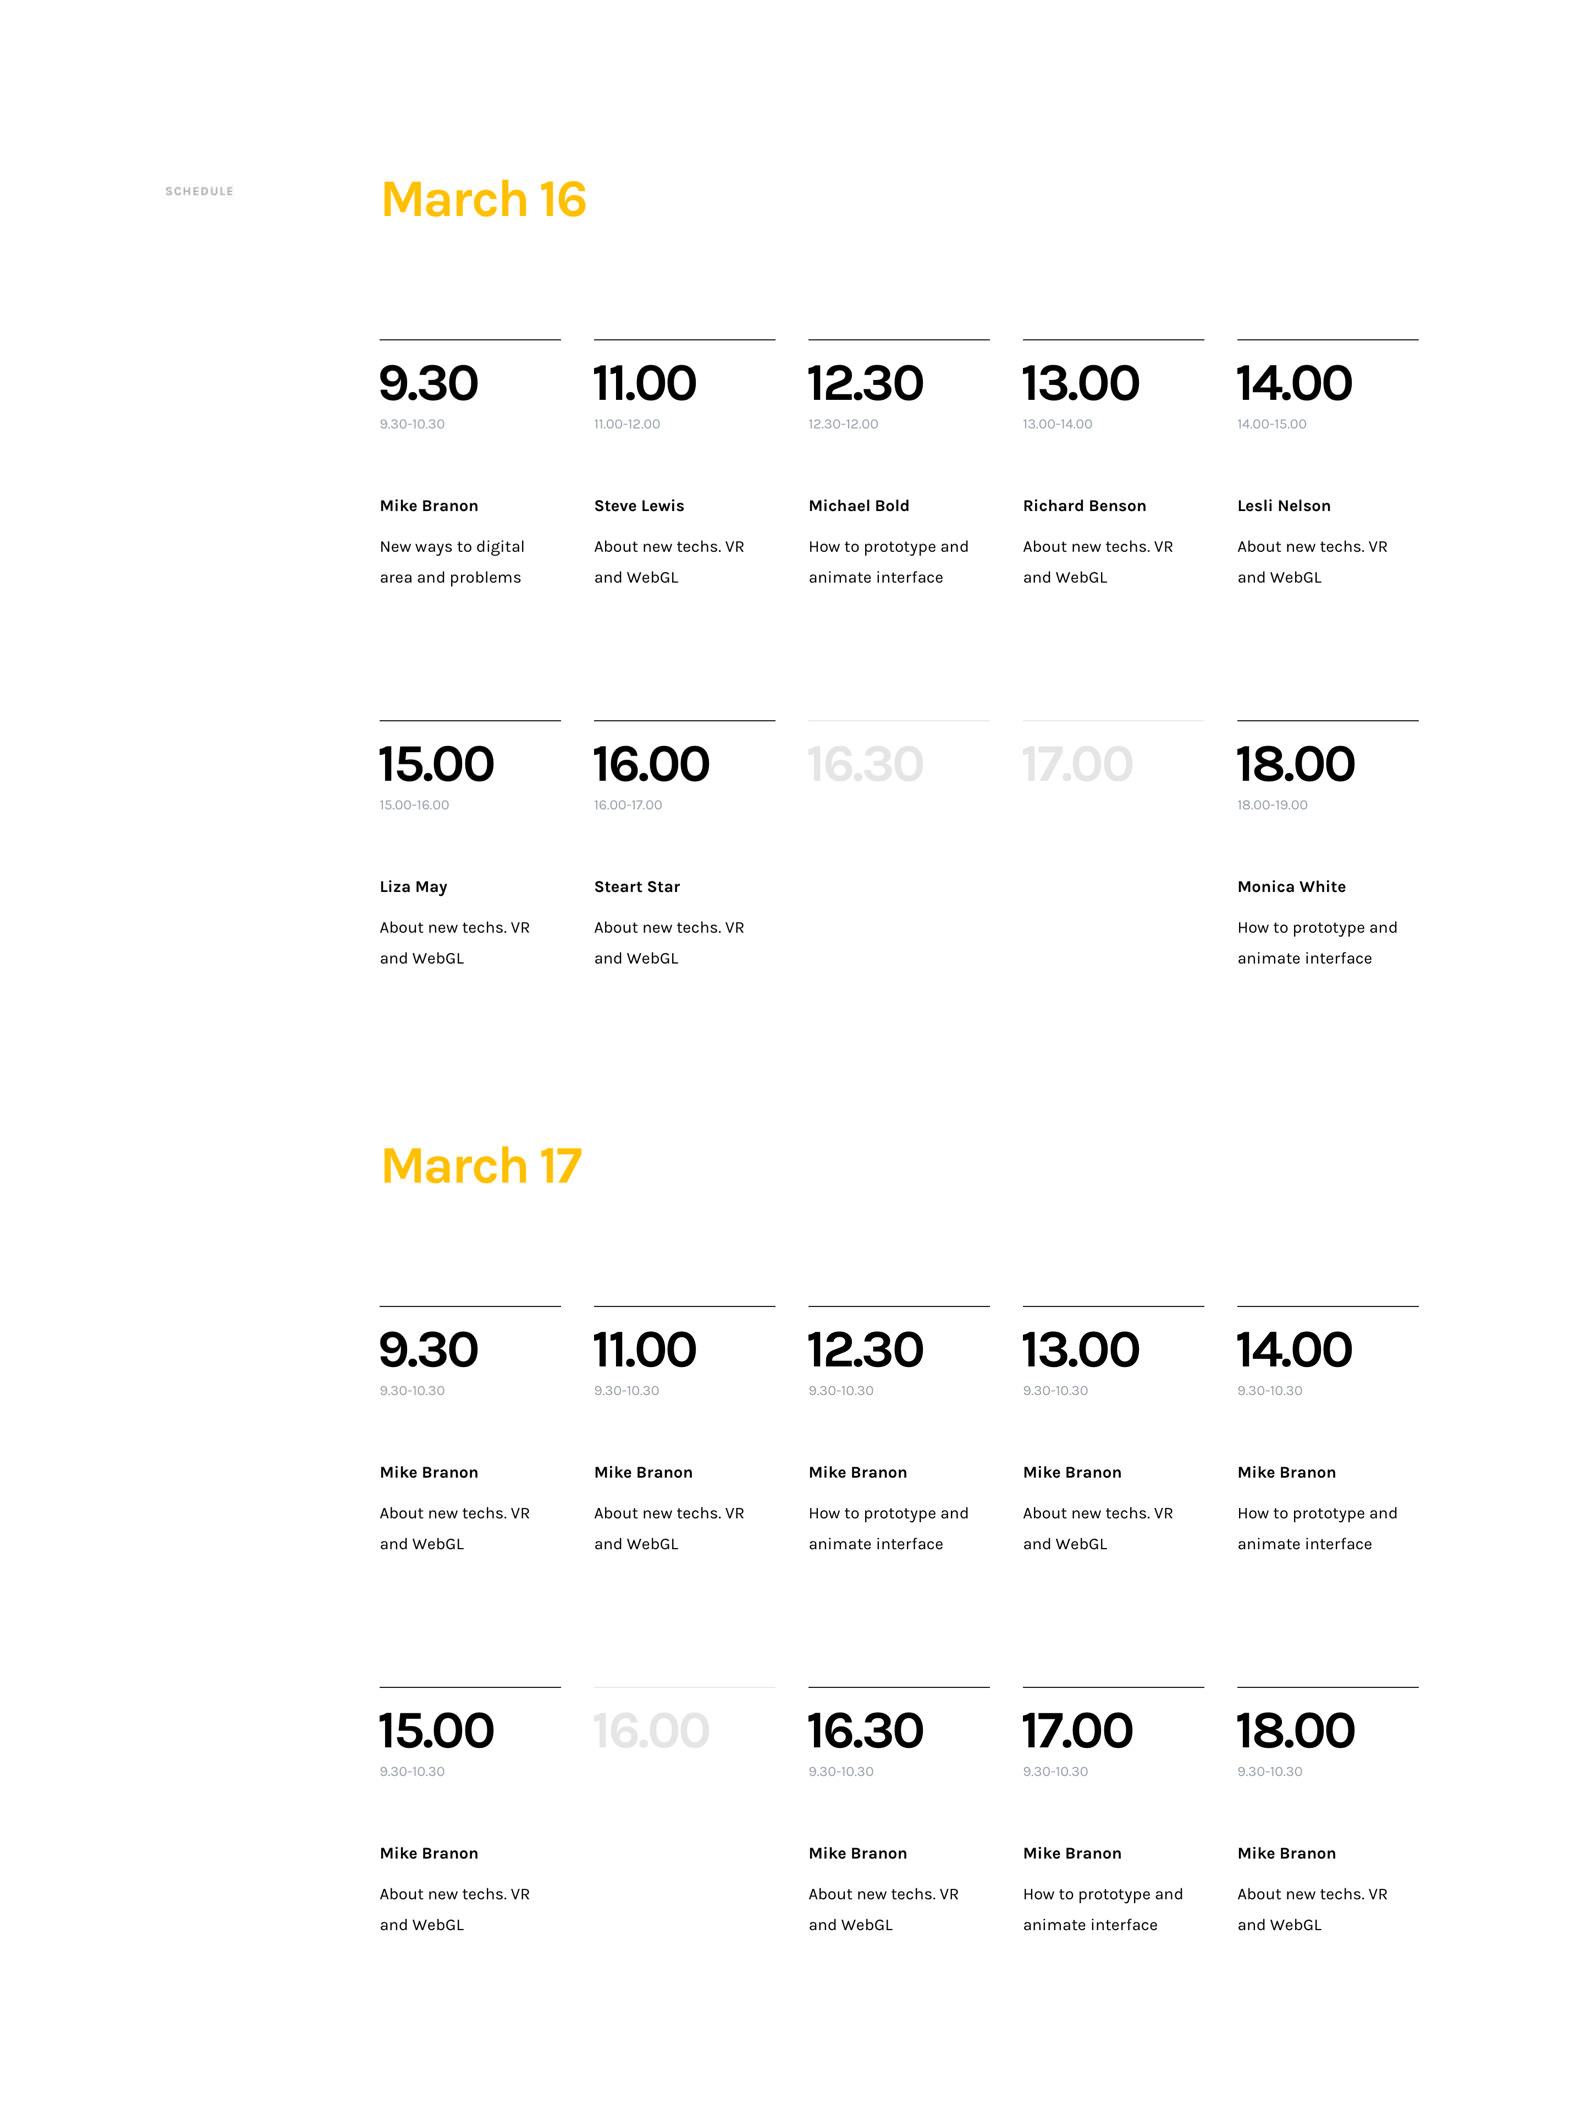 SCHEDULE
March 16
9.30
9.30-10.30
Mike Branon
New ways to digital
area and problems
11.00
11.00-12.00
Steve Lewis
About new techs. VR
and WebGL
12.30
12.30-12.00
Michael Bold
How to prototype and
animate interface
13.00
13.00-14.00
Richard Benson
About new techs. VR
and WebGL
14.00
14.00-15.00
Lesli Nelson
About new techs. VR
and WebGL
15.00
15.00-16.00
Liza May
About new techs. VR
and WebGL
16.00
16.00-17.00
Steart Star
About new techs. VR
and WebGL
16.30
17.00
18.00
18.00-19.00
Monica White
How to prototype and
animate interface
March 17
9.30
9.30-10.30
Mike Branon
About new techs. VR
and WebGL
11.00
9.30-10.30
Mike Branon
About new techs. VR
and WebGL
12.30
9.30-10.30
Mike Branon
How to prototype and
animate interface
13.00
9.30-10.30
Mike Branon
About new techs. VR
and WebGL
14.00
9.30-10.30
Mike Branon
How to prototype and
animate interface
15.00
9.30-10.30
Mike Branon
About new techs. VR
and WebGL
16.00
16.30
9.30-10.30
Mike Branon
About new techs. VR
and WebGL
17.00
9.30-10.30
Mike Branon
How to prototype and
animate interface
18.00
9.30-10.30
Mike Branon
About new techs. VR
and WebGL